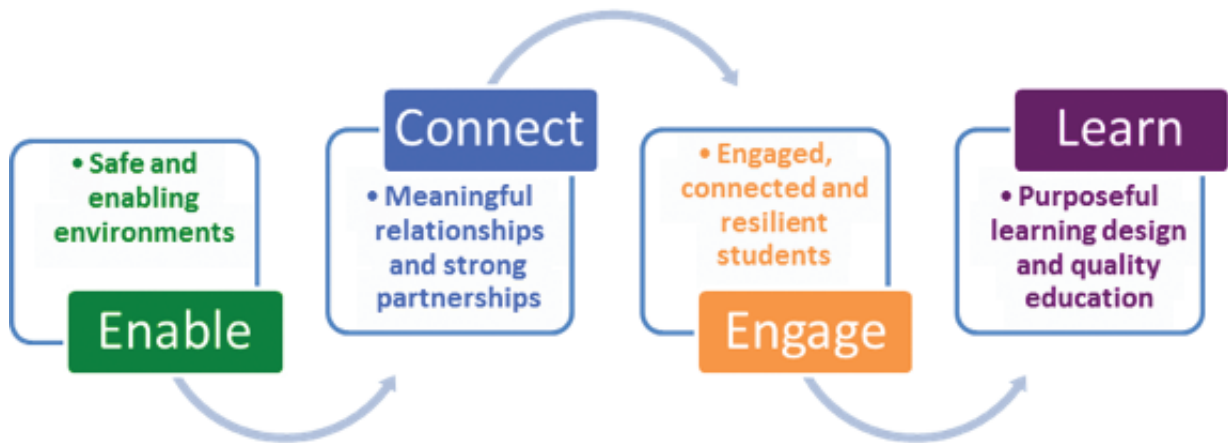 • Safe and
enabling
environments
Enable
Connect
• Meaningful
relationships
and strong
partnerships
• Engaged,
connected and
resilient
students
Engage
Learn
• Purposeful
learning design
and quality
education